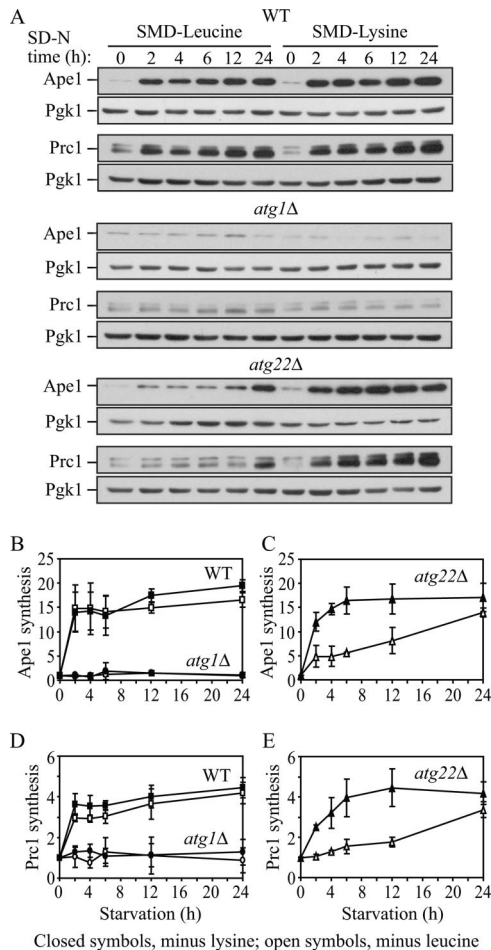 A
WT
SD-N
SMD-Leucine SMD-Lysine
time (h): 0 2 4 6 12 24 0 2 4 6 12 24
Ape1
Pgk1
Prc1
Pgk1
atg1Δ
Ape1
Pgk1
Prc1
Pgk1
atg22Δ
Ape1
Pgk1
Prc1
Pgk1
B
Ape1 synthesis
25
20
15
10
5
0
WT
atg1Δ
0 4 8 12 16 20 24
C
Ape1 synthesis
25
20
15
10
5
0
atg22Δ
0 4 8 12 16 20 24
D
Prc1 synthesis
6
4
2
0
WT
atg1Δ
0 4 8 12 16 20 24
Starvation (h)
E
Prc1 synthesis
6
4
2
0
atg22Δ
0 4 8 12 16 20 24
Starvation (h)
Closed symbols, minus lysine; open symbols, minus leucine